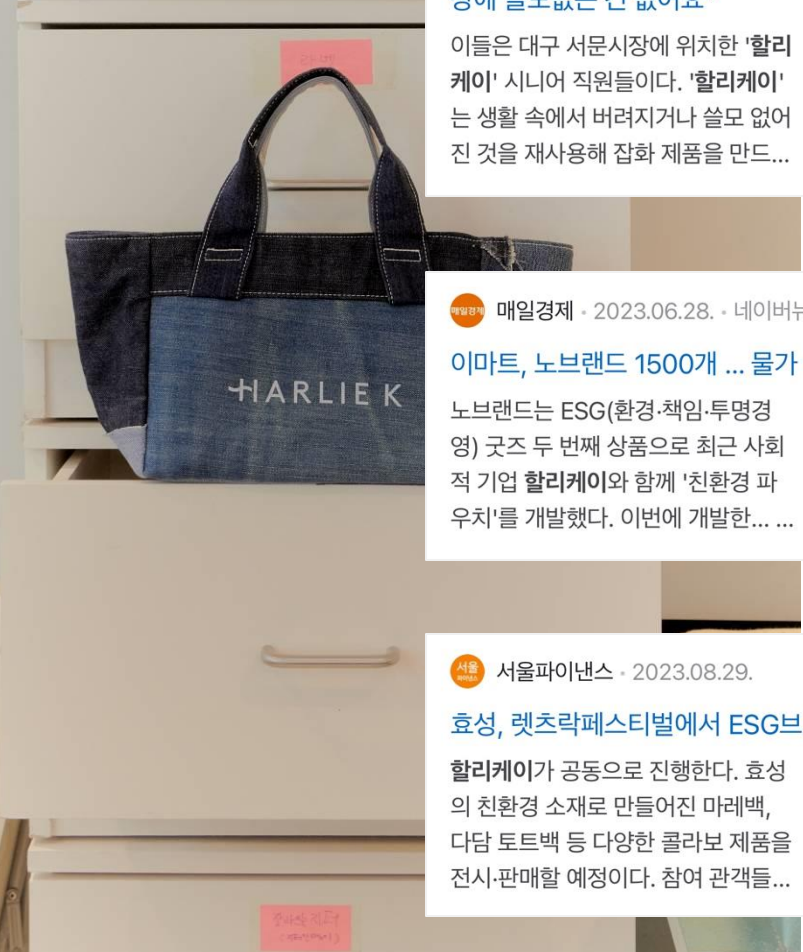 이들은 대구 서문시장에 위치한 '할리
케이' 시니어 직원들이다. '할리케이'
는 생활 속에서 버려지거나 쓸모 없어
진 것을 재사용해 잡화 제품을 만드...
HARLIE K
매일경제
매일경제 · 2023.06.28. · 네이버뉴
이마트, 노브랜드 1500개 ... 물가
노브랜드는 ESG(환경·책임·투명경
영) 굿즈 두 번째 상품으로 최근 사회
적 기업 할리케이와 함께 '친환경 파
우치'를 개발했다. 이번에 개발한... ...
서울
파이낸스
서울파이낸스 · 2023.08.29.
효성, 렛츠락페스티벌에서 ESG브
할리케이가 공동으로 진행한다. 효성
의 친환경 소재로 만들어진 마레백,
다담 토트백 등 다양한 콜라보 제품을
전시·판매할 예정이다. 참여 관객들...